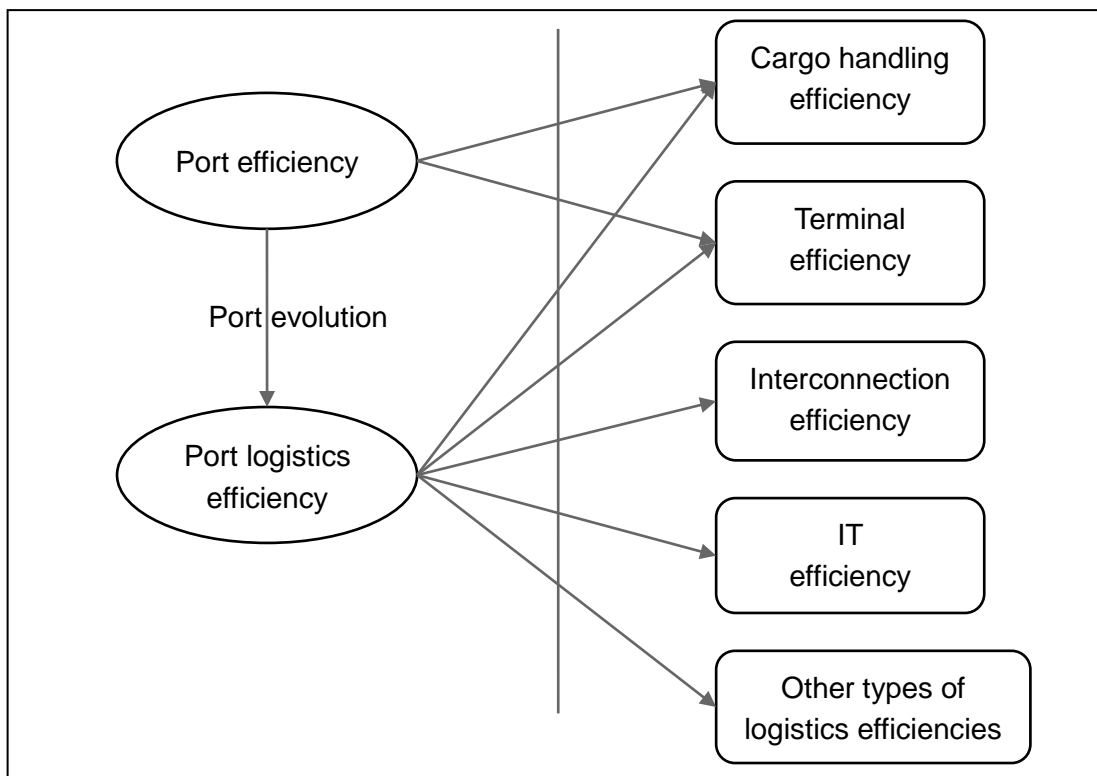 Port efficiency
Port evolution
Port logistics
efficiency
Cargo handling
efficiency
Terminal
efficiency
Interconnection
efficiency
IT
efficiency
Other types of
logistics efficiencies